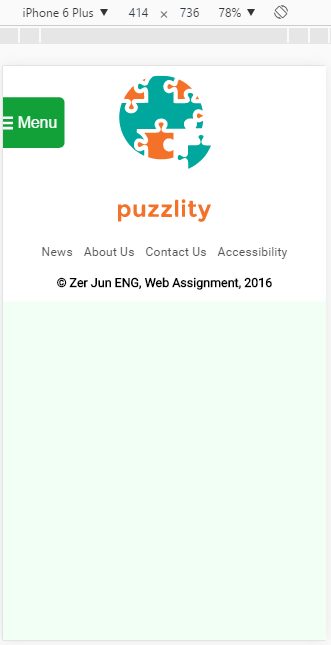 iPhone 6 Plus ▼ 414 × 736 78% ▼
☰ Menu
puzzlity
News About Us Contact Us Accessibility
© Zer Jun ENG, Web Assignment, 2016